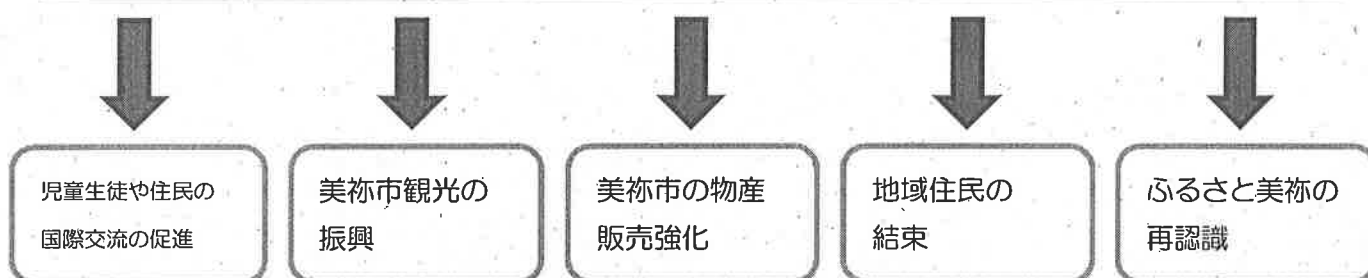 児童生徒や住民の
国際交流の促進
美祢市観光の
振興
美祢市の物産
販売強化
地域住民の
結束
ふるさと美祢の
再認識